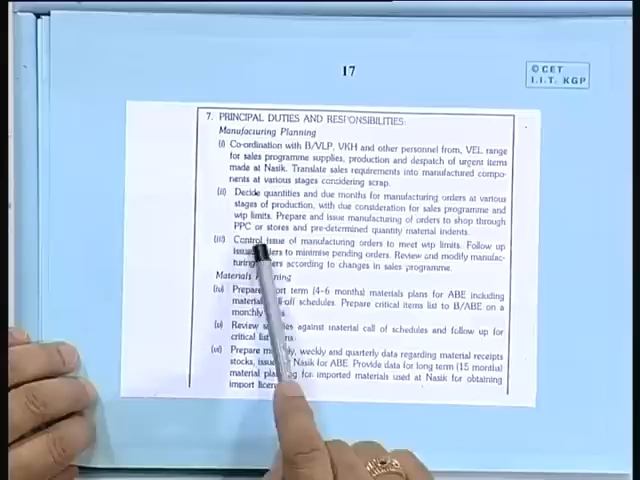 17
© CET
I.I.T. KGP
7. PRINCIPAL DUTIES AND RESPONSIBILITIES
Manufacturing Planning
(i) Co-ordination with B/VLP, VKH and other personnel from, VEL range
for sales programme supplies, production and despatch of urgent items
made at Nasik. Translate sales requirements into manufactured compo-
nents at various stages considering scrap.
(ii) Decide quantities and due months for manufacturing orders at various
stages of production, with due consideration for sales programme and
wip limits. Prepare and issue manufacturing of orders to shop through
PPC or stores and pre-determined quantity material indents.
(iii) Control issue of manufacturing orders to meet wip limits. Follow up
issue to minimise pending orders. Review and modify manufac-
turing according to changes in sales programme.
Materials
(iv) Prepare term (4-6 months) materials plans for ABE including
material schedules. Prepare critical items list to B/ABE on a
monthly
(v) Review against material call of schedules and follow up for
critical
(vi) Prepare weekly and quarterly data regarding material receipts
stocks, Nasik for ABE. Provide data for long term (15 months)
material for imported materials used at Nasik for obtaining
import